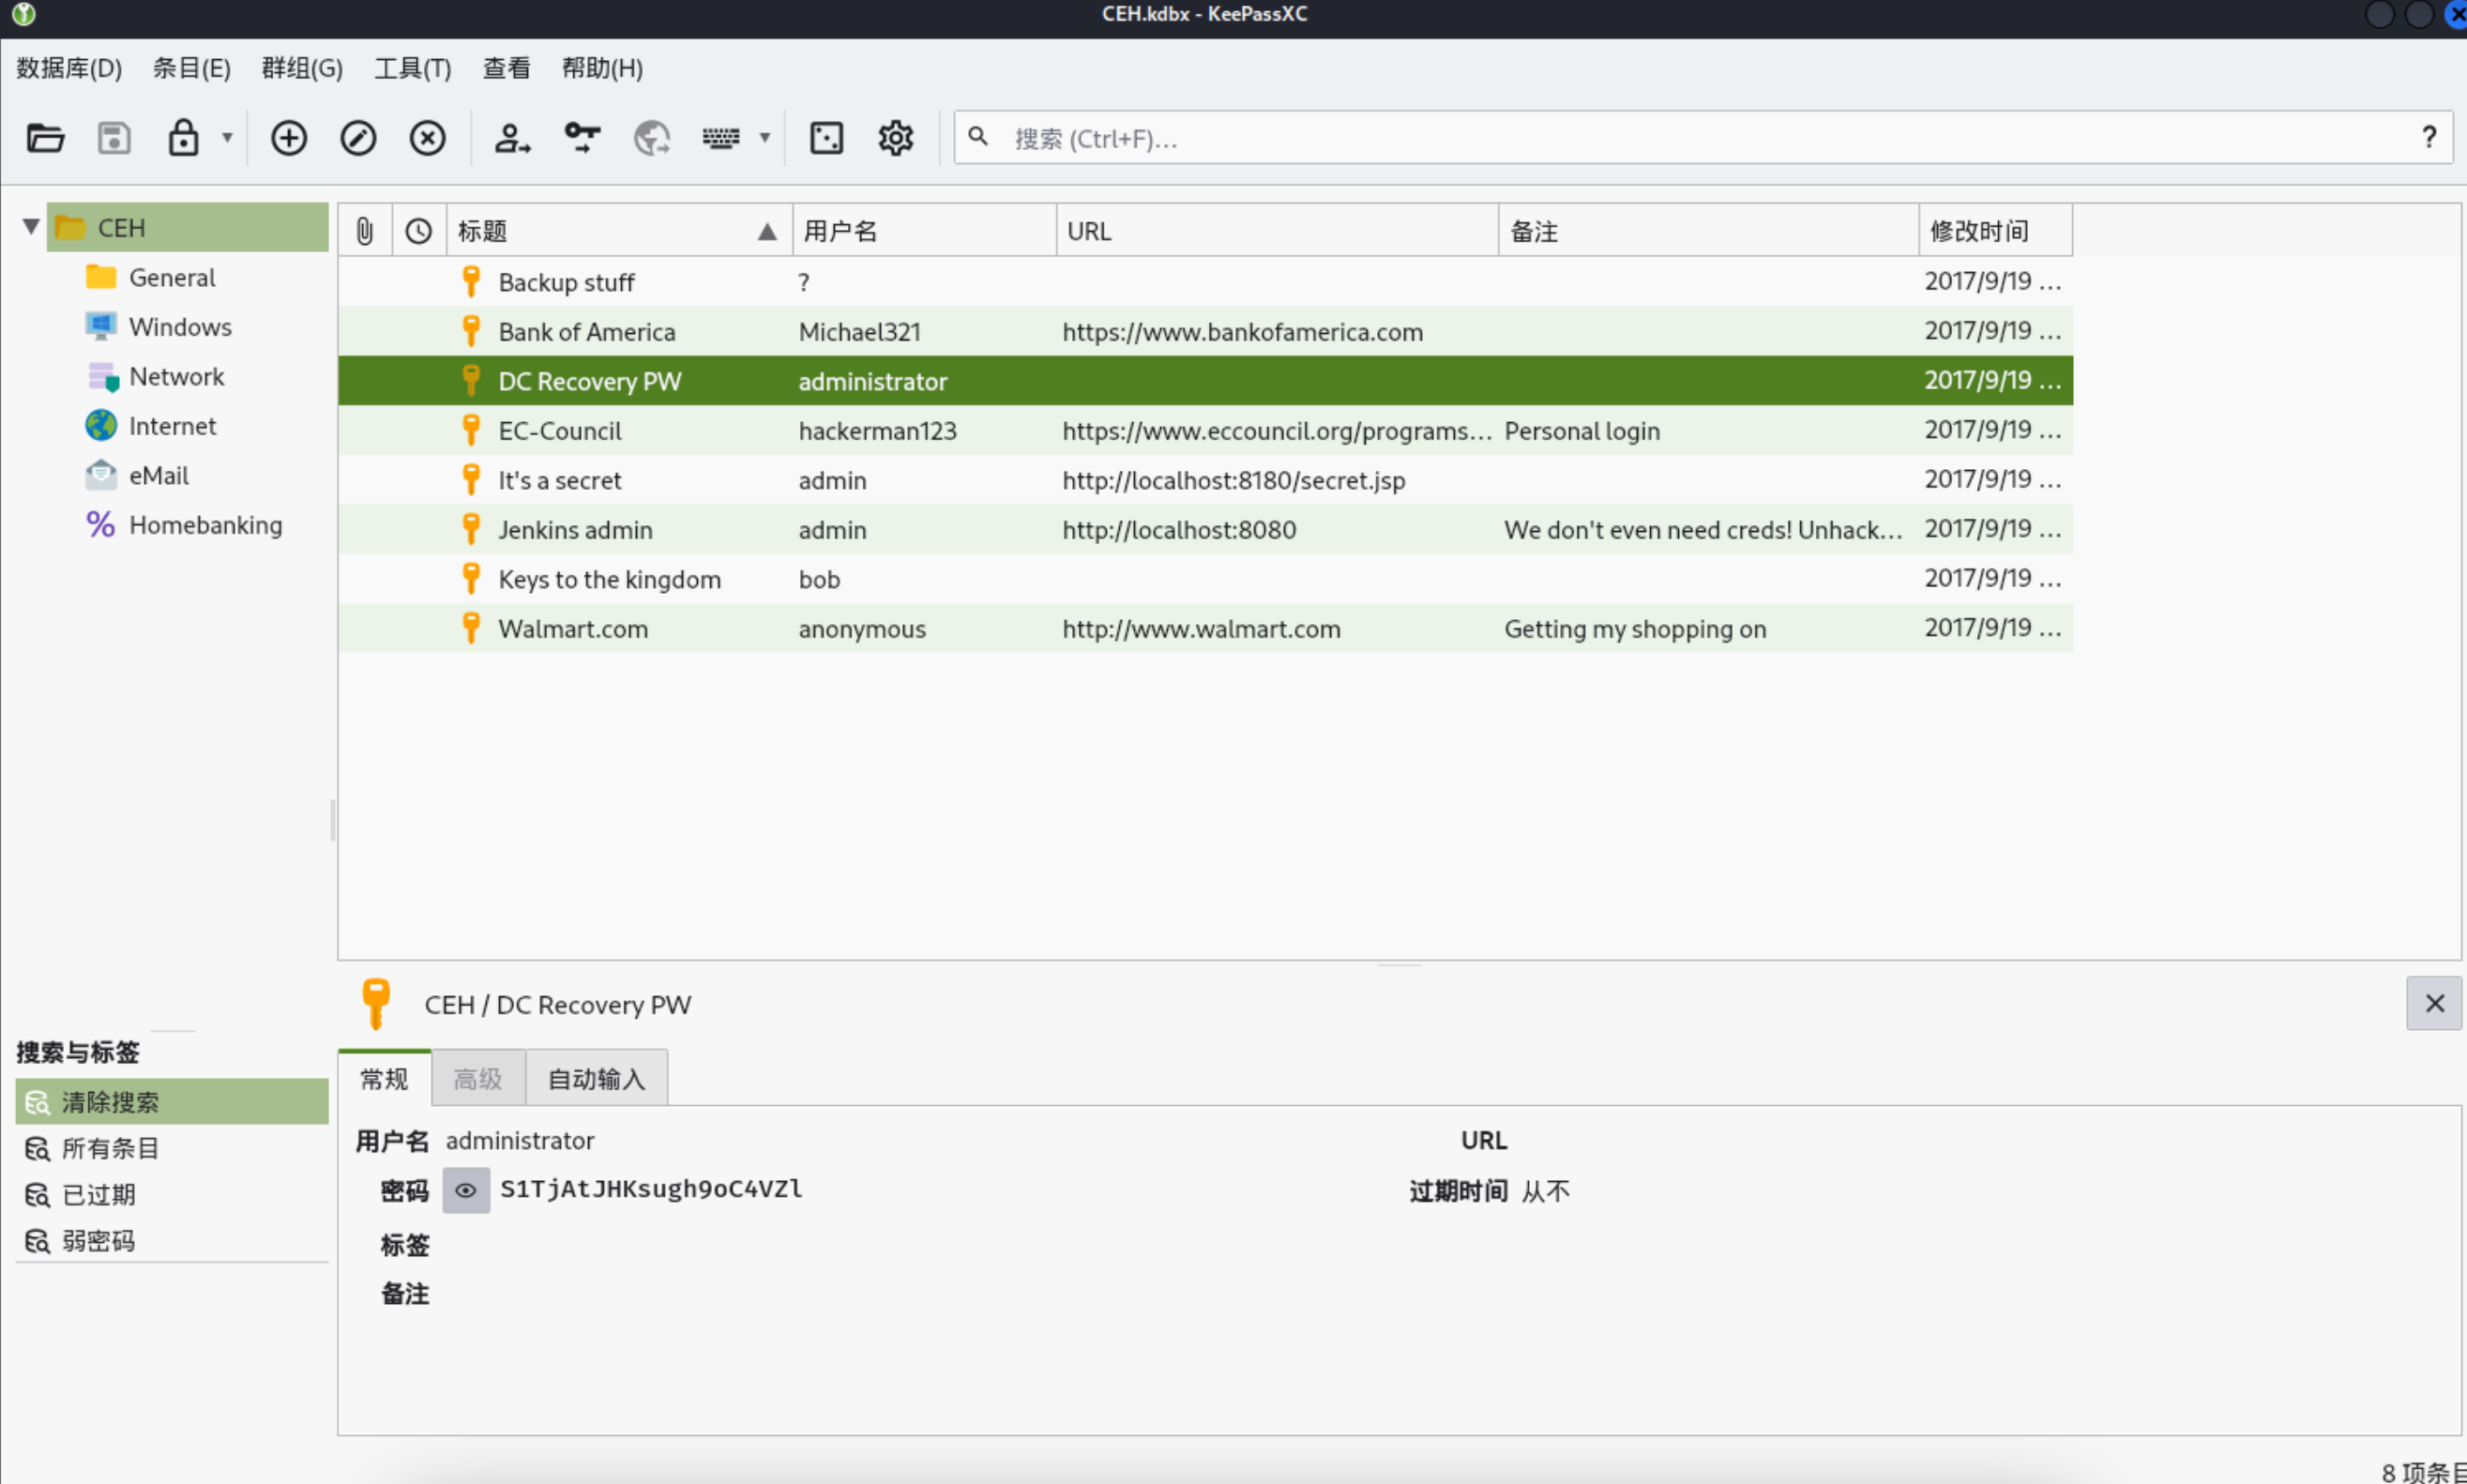 CEH.kdbx - KeePassXC
数据库(D) 条目(E) 群组(G) 工具(T) 查看 帮助(H)
搜索 (Ctrl+F)... ?
CEH
General
Windows
Network
Internet
eMail
Homebanking
标题 用户名 URL 备注 修改时间
Backup stuff ? 2017/9/19 ...
Bank of America Michael321 https://www.bankofamerica.com 2017/9/19 ...
DC Recovery PW administrator 2017/9/19 ...
EC-Council hackerman123 https://www.eccouncil.org/programs... Personal login 2017/9/19 ...
It's a secret admin http://localhost:8180/secret.jsp 2017/9/19 ...
Jenkins admin admin http://localhost:8080 We don't even need creds! Unhack... 2017/9/19 ...
Keys to the kingdom bob 2017/9/19 ...
Walmart.com anonymous http://www.walmart.com Getting my shopping on 2017/9/19 ...
搜索与标签
清除搜索
所有条目
已过期
弱密码
CEH / DC Recovery PW
常规 高级 自动输入
用户名 administrator URL
密码 S1TjAtJHKsugh9oC4VZl 过期时间 从不
标签
备注
8 项条目